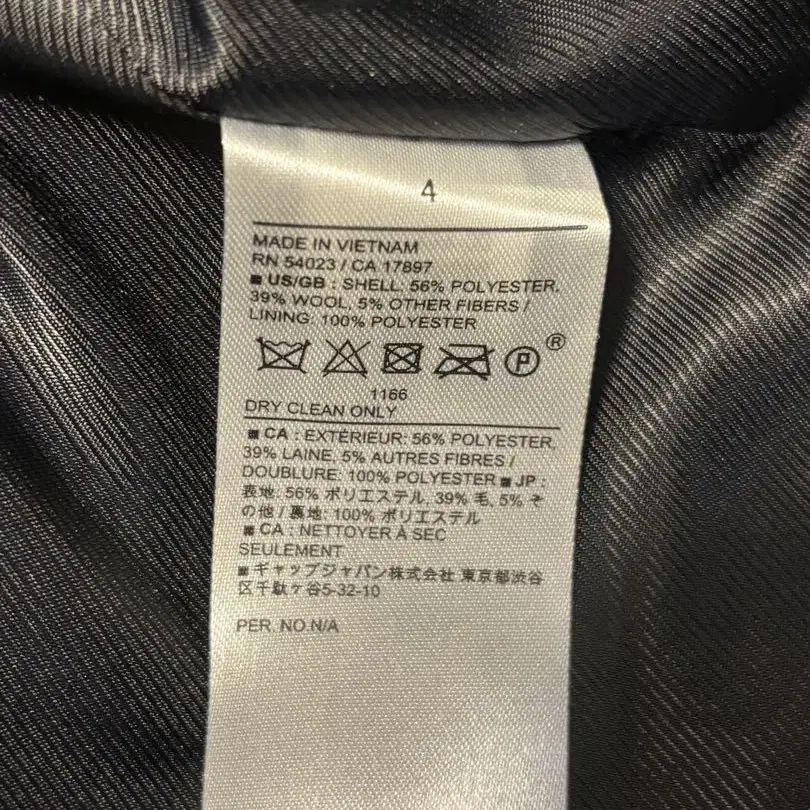 4
MADE IN VIETNAM
RN 54023 / CA 17897
■ US/GB : SHELL: 56% POLYESTER,
39% WOOL, 5% OTHER FIBERS /
LINING: 100% POLYESTER
P ®
1166
DRY CLEAN ONLY
■ CA : EXTERIEUR: 56% POLYESTER,
39% LAINE, 5% AUTRES FIBRES /
DOUBLURE: 100% POLYESTER ■ JP :
表地: 56% ポリエステル, 39% 毛, 5% そ
の他 / 裏地: 100% ポリエステル
■ CA : NETTOYER À SEC
SEULEMENT
■ ギャップジャパン株式会社 東京都渋谷
区千駄ヶ谷5-32-10
PER. NO.N/A